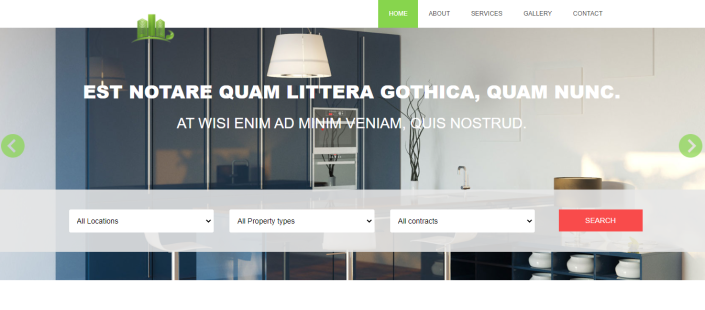 HOME ABOUT SERVICES GALLERY CONTACT
EST NOTARE QUAM LITTERA GOTHICA, QUAM NUNC.
AT WISI ENIM AD MINIM VENIAM, QUIS NOSTRUD.
All Locations All Property types All contracts SEARCH